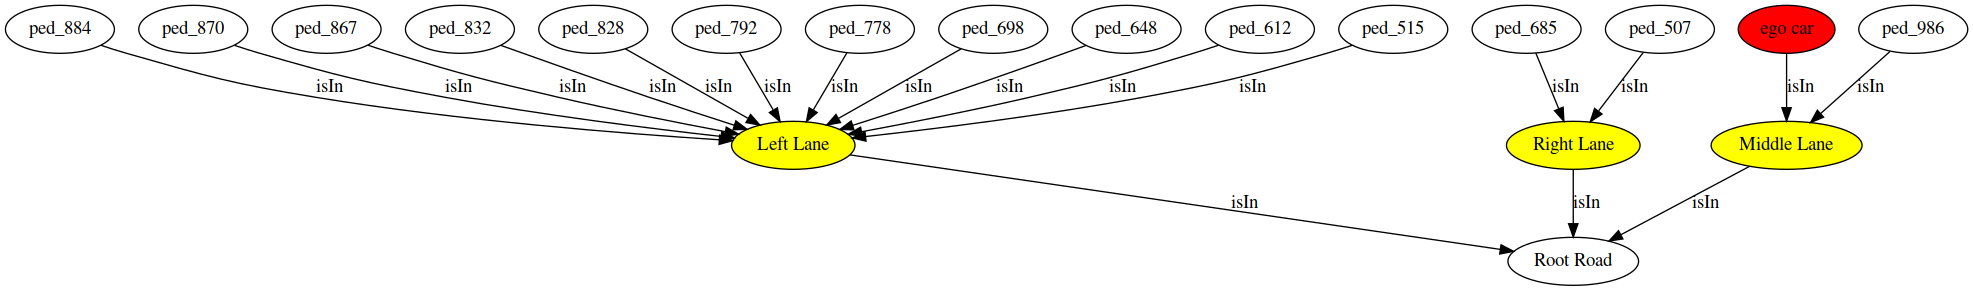 ped_884 ped_870 ped_867 ped_832 ped_828 ped_792 ped_778 ped_698 ped_648 ped_612 ped_515 ped_685 ped_507 ego car ped_986
isIn isIn isIn isIn isIn isIn isIn isIn isIn isIn isIn isIn isIn isIn isIn
Left Lane Right Lane Middle Lane
isIn isIn isIn
Root Road